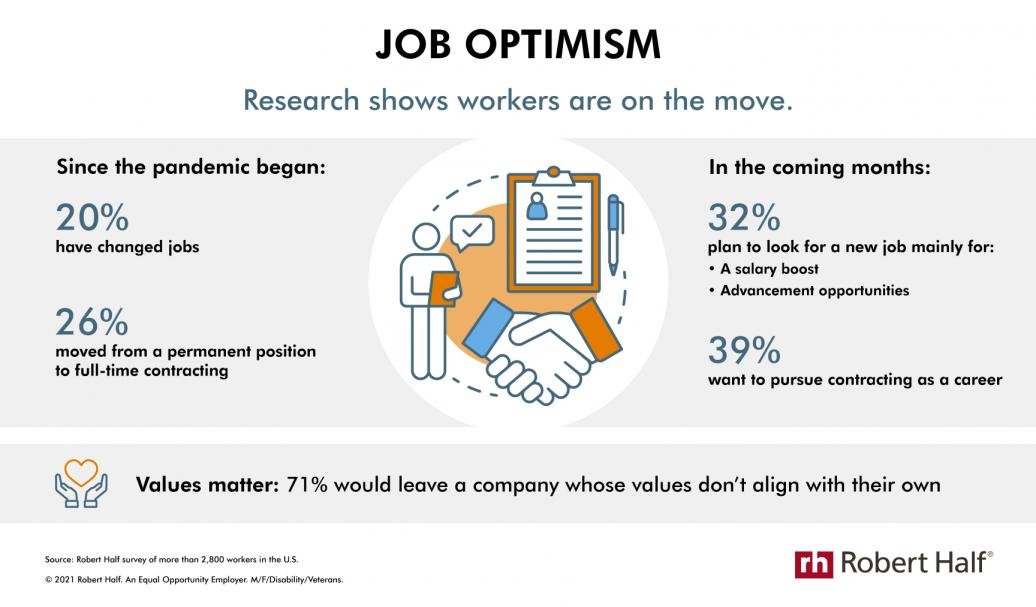 JOB OPTIMISM
Research shows workers are on the move.
Since the pandemic began:
20%
have changed jobs
26%
moved from a permanent position
to full-time contracting
In the coming months:
32%
plan to look for a new job mainly for:
• A salary boost
• Advancement opportunities
39%
want to pursue contracting as a career
Values matter: 71% would leave a company whose values don't align with their own
Source: Robert Half survey of more than 2,800 workers in the U.S.
© 2021 Robert Half. An Equal Opportunity Employer. M/F/Disability/Veterans.
rh Robert Half®